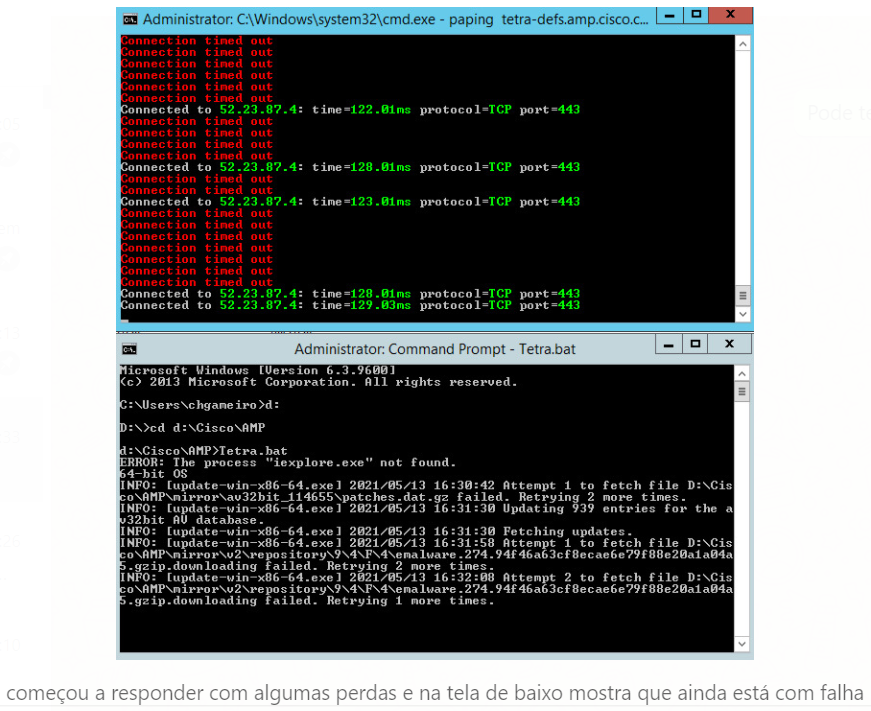 Administrator: C:\Windows\system32\cmd.exe - paping tetra-defs.amp.cisco.c...
Connection timed out
Connection timed out
Connection timed out
Connection timed out
Connection timed out
Connection timed out
Connected to 52.23.87.4: time=122.01ms protocol=TCP port=443
Connection timed out
Connection timed out
Connection timed out
Connection timed out
Connected to 52.23.87.4: time=128.01ms protocol=TCP port=443
Connection timed out
Connection timed out
Connected to 52.23.87.4: time=123.01ms protocol=TCP port=443
Connection timed out
Connection timed out
Connection timed out
Connection timed out
Connection timed out
Connection timed out
Connection timed out
Connected to 52.23.87.4: time=128.01ms protocol=TCP port=443
Connected to 52.23.87.4: time=129.03ms protocol=TCP port=443
Administrator: Command Prompt - Tetra.bat
Microsoft Windows [Version 6.3.9600]
(c) 2013 Microsoft Corporation. All rights reserved.
C:\Users\chgameiro>d:
D:\>cd d:\Cisco\AMP
d:\Cisco\AMP>Tetra.bat
ERROR: The process "iexplore.exe" not found.
64-bit OS
INFO: [update-win-x86-64.exe] 2021/05/13 16:30:42 Attempt 1 to fetch file D:\Cis
co\AMP\mirror\av32bit_114655\patches.dat.gz failed. Retrying 2 more times.
INFO: [update-win-x86-64.exe] 2021/05/13 16:31:30 Updating 939 entries for the a
v32bit AV database.
INFO: [update-win-x86-64.exe] 2021/05/13 16:31:30 Fetching updates.
INFO: [update-win-x86-64.exe] 2021/05/13 16:31:58 Attempt 1 to fetch file D:\Cis
co\AMP\mirror\v2\repository\9\4\F\4\emalware.274.94f46a63cf8ecae6e79f88e20a1a04a
5.gzip.downloading failed. Retrying 2 more times.
INFO: [update-win-x86-64.exe] 2021/05/13 16:32:08 Attempt 2 to fetch file D:\Cis
co\AMP\mirror\v2\repository\9\4\F\4\emalware.274.94f46a63cf8ecae6e79f88e20a1a04a
5.gzip.downloading failed. Retrying 1 more times.
começou a responder com algumas perdas e na tela de baixo mostra que ainda está com falha